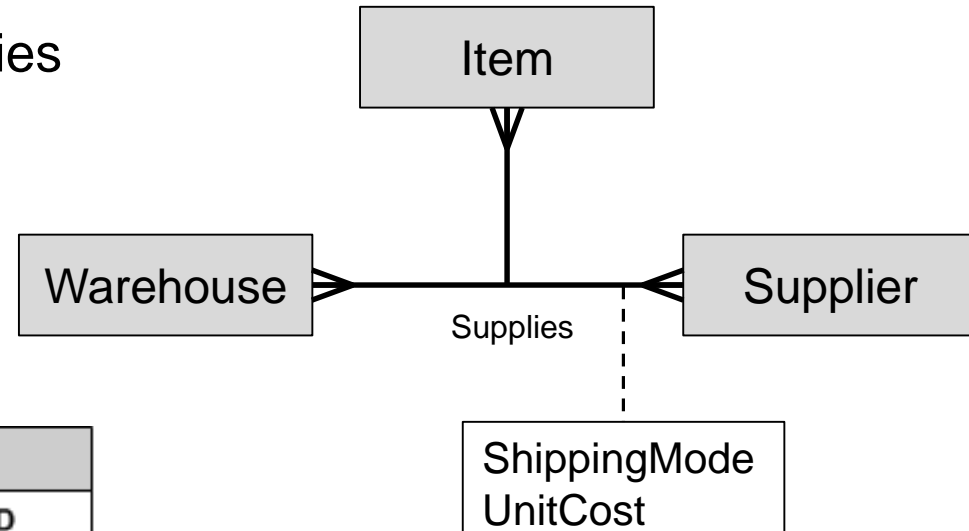 ies
Item
Warehouse
Supplier
Supplies
ShippingMode
UnitCost
D